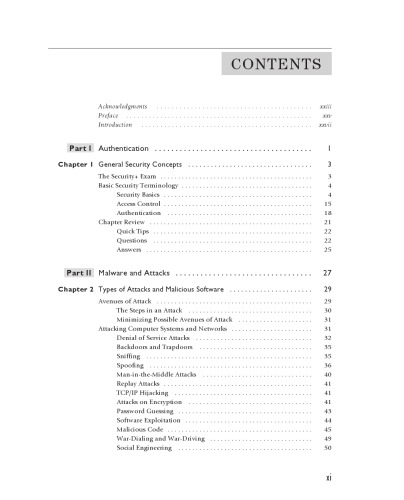 CONTENTS
Acknowledgments . . . . . . . . . . . . . . . . . . . . . . . . . . . . . . . . . . . . . . . . xxiii
Preface . . . . . . . . . . . . . . . . . . . . . . . . . . . . . . . . . . . . . . . . . . . . . xxv
Introduction . . . . . . . . . . . . . . . . . . . . . . . . . . . . . . . . . . . . . . . . . xxvii
Part I Authentication . . . . . . . . . . . . . . . . . . . . . . . . . . . . . . . . . . . . 1
Chapter 1 General Security Concepts . . . . . . . . . . . . . . . . . . . . . . . . . . . . . 3
The Security+ Exam . . . . . . . . . . . . . . . . . . . . . . . . . . . . . . . . . . . . 3
Basic Security Terminology . . . . . . . . . . . . . . . . . . . . . . . . . . . . . . . 4
Security Basics . . . . . . . . . . . . . . . . . . . . . . . . . . . . . . . . . . . 4
Access Control . . . . . . . . . . . . . . . . . . . . . . . . . . . . . . . . . . . 15
Authentication . . . . . . . . . . . . . . . . . . . . . . . . . . . . . . . . . . 18
Chapter Review . . . . . . . . . . . . . . . . . . . . . . . . . . . . . . . . . . . . . . . 21
Quick Tips . . . . . . . . . . . . . . . . . . . . . . . . . . . . . . . . . . . . . . 22
Questions . . . . . . . . . . . . . . . . . . . . . . . . . . . . . . . . . . . . . . 22
Answers . . . . . . . . . . . . . . . . . . . . . . . . . . . . . . . . . . . . . . . . 25
Part II Malware and Attacks . . . . . . . . . . . . . . . . . . . . . . . . . . . . . . . 27
Chapter 2 Types of Attacks and Malicious Software . . . . . . . . . . . . . . . . . . . . 29
Avenues of Attack . . . . . . . . . . . . . . . . . . . . . . . . . . . . . . . . . . . . . 29
The Steps in an Attack . . . . . . . . . . . . . . . . . . . . . . . . . . . . . 30
Minimizing Possible Avenues of Attack . . . . . . . . . . . . . . . . . . 31
Attacking Computer Systems and Networks . . . . . . . . . . . . . . . . . . . 31
Denial of Service Attacks . . . . . . . . . . . . . . . . . . . . . . . . . . . 32
Backdoors and Trapdoors . . . . . . . . . . . . . . . . . . . . . . . . . . 35
Sniffing . . . . . . . . . . . . . . . . . . . . . . . . . . . . . . . . . . . . . . . 35
Spoofing . . . . . . . . . . . . . . . . . . . . . . . . . . . . . . . . . . . . . . . 36
Man-in-the-Middle Attacks . . . . . . . . . . . . . . . . . . . . . . . . . 40
Replay Attacks . . . . . . . . . . . . . . . . . . . . . . . . . . . . . . . . . . . 41
TCP/IP Hijacking . . . . . . . . . . . . . . . . . . . . . . . . . . . . . . . . 41
Attacks on Encryption . . . . . . . . . . . . . . . . . . . . . . . . . . . . . 41
Password Guessing . . . . . . . . . . . . . . . . . . . . . . . . . . . . . . . 43
Software Exploitation . . . . . . . . . . . . . . . . . . . . . . . . . . . . . 44
Malicious Code . . . . . . . . . . . . . . . . . . . . . . . . . . . . . . . . . . 45
War-Dialing and War-Driving . . . . . . . . . . . . . . . . . . . . . . . 49
Social Engineering . . . . . . . . . . . . . . . . . . . . . . . . . . . . . . . 50
xi